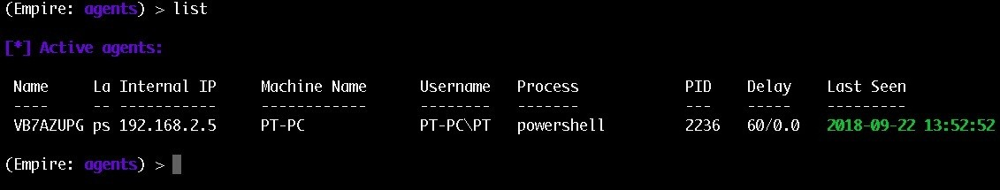 (Empire: agents) > list
[*] Active agents:
Name La Internal IP Machine Name Username Process PID Delay Last Seen
---- -- ----------- ------------ -------- ------- --- ----- ---------
VB7AZUPG ps 192.168.2.5 PT-PC PT-PC\PT powershell 2236 60/0.0 2018-09-22 13:52:52
(Empire: agents) >